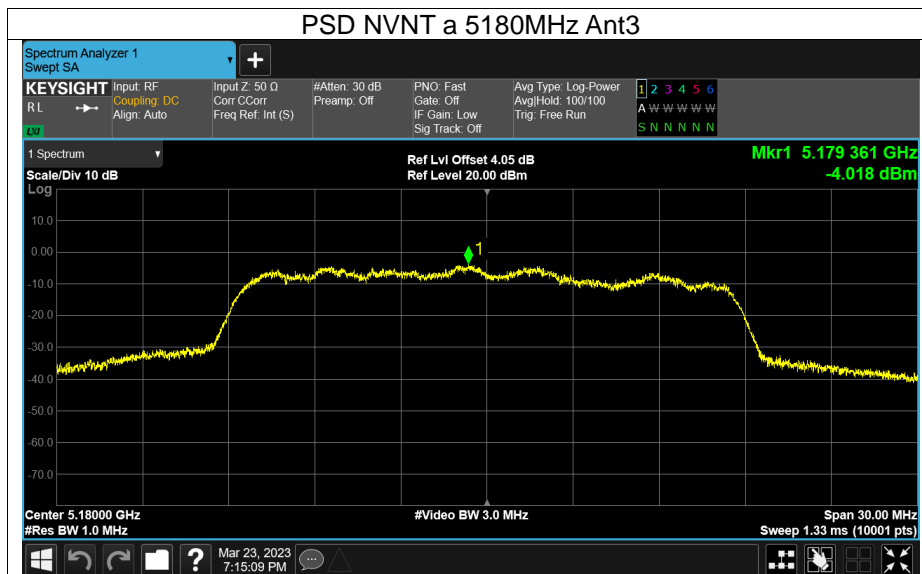 PSD NVNT a 5180MHz Ant3
Spectrum Analyzer 1
Swept SA
+
KEYSIGHT
R L
LXI
Input: RF
Coupling: DC
Align: Auto
Input Z: 50 Ω
Corr CCorr
Freq Ref: Int (S)
#Atten: 30 dB
Preamp: Off
PNO: Fast
Gate: Off
IF Gain: Low
Sig Track: Off
Avg Type: Log-Power
Avg|Hold: 100/100
Trig: Free Run
1 2 3 4 5 6
A W W W W W
S N N N N N
1 Spectrum
Scale/Div 10 dB
Log
Ref Lvl Offset 4.05 dB
Ref Level 20.00 dBm
Mkr1 5.179 361 GHz
-4.018 dBm
10.0
0.00
-10.0
-20.0
-30.0
-40.0
-50.0
-60.0
-70.0
1
Center 5.18000 GHz
#Res BW 1.0 MHz
#Video BW 3.0 MHz
Span 30.00 MHz
Sweep 1.33 ms (10001 pts)
?
Mar 23, 2023
7:15:09 PM